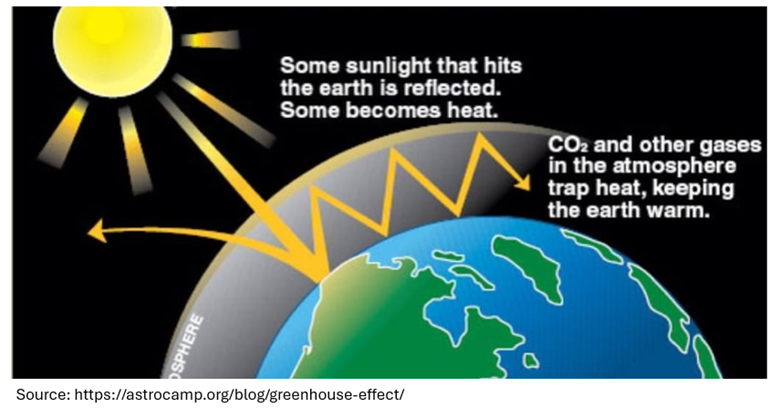 Some sunlight that hits
the earth is reflected.
Some becomes heat.
CO₂ and other gases
in the atmosphere
trap heat, keeping
the earth warm.
OSPHERE
Source: https://astrocamp.org/blog/greenhouse-effect/